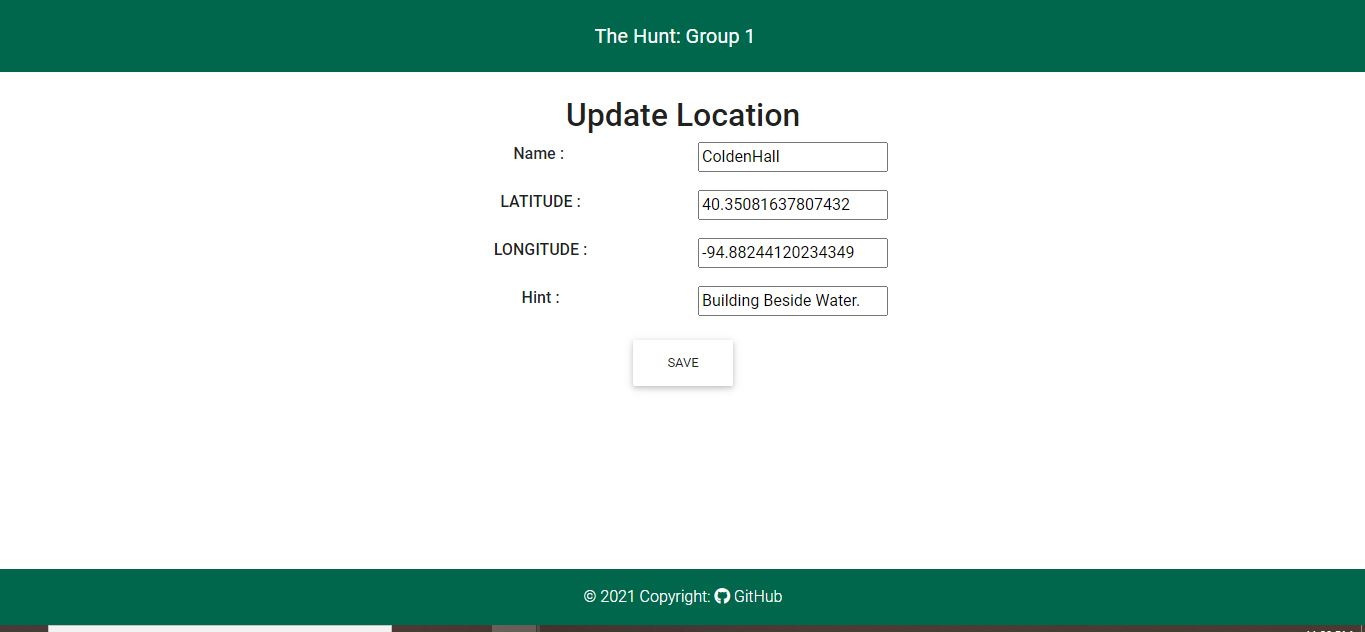 The Hunt: Group 1
Update Location
Name : ColdenHall
LATITUDE : 40.35081637807432
LONGITUDE : -94.88244120234349
Hint : Building Beside Water.
SAVE
© 2021 Copyright: GitHub